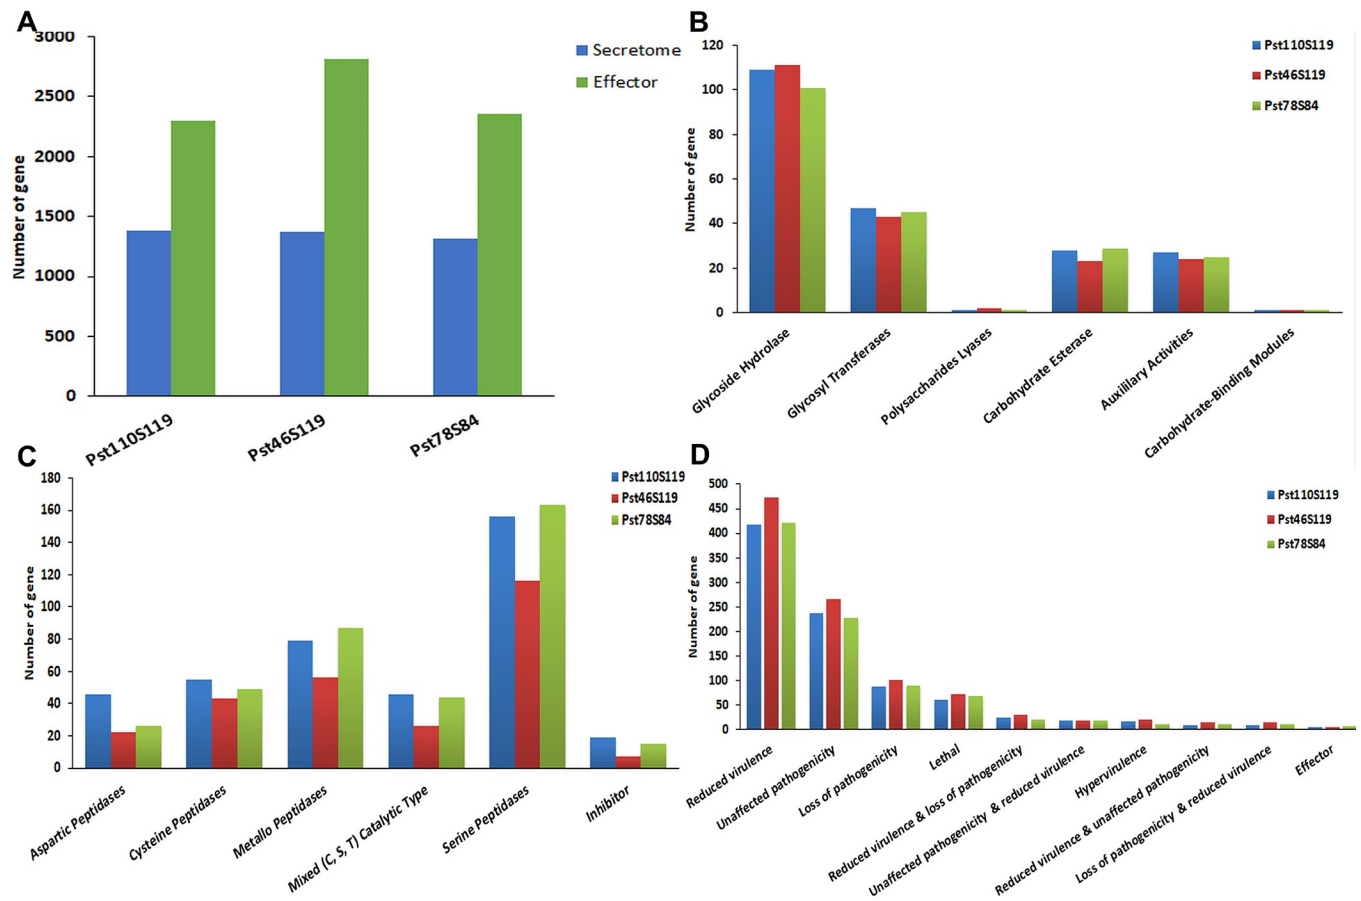 A
3000
2500
2000
1500
1000
500
0
Number of gene
Secretome
Effector
Pst110S119
Pst46S119
Pst78S84
B
120
100
80
60
40
20
0
Number of gene
Pst110S119
Pst46S119
Pst78S84
Glycoside Hydrolase
Glycosyl Transferases
Polysaccharides Lyases
Carbohydrate Esterase
Auxililary Activities
Carbohydrate-Binding Modules
C
180
160
140
120
100
80
60
40
20
0
Number of gene
Pst110S119
Pst46S119
Pst78S84
Aspartic Peptidases
Cysteine Peptidases
Metallo Peptidases
Mixed (C, S, T) Catalytic Type
Serine Peptidases
Inhibitor
D
500
450
400
350
300
250
200
150
100
50
0
Number of gene
Pst110S119
Pst46S119
Pst78S84
Reduced virulence
Unaffected pathogenicity
Loss of pathogenicity
Lethal
Reduced virulence & loss of pathogenicity
Unaffected pathogenicity & reduced virulence
Hypervirulence
Reduced virulence & unaffected pathogenicity
Loss of pathogenicity & reduced virulence
Effector